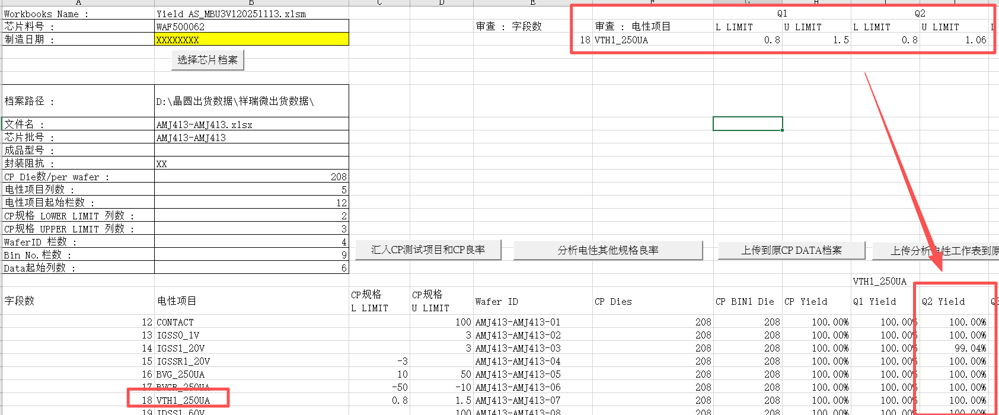 A B C D E F G H I J
Workbooks Name : Yield AS_MBU3V120251113.xlsm Q1 Q2
芯片料号 : WAF500062 审查 : 字段数 审查 : 电性项目 L LIMIT U LIMIT L LIMIT U LIMIT
制造日期 : XXXXXXXX 18 VTH1_250UA 0.8 1.5 0.8 1.06
选择芯片档案
档案路径 : D:\晶圆出货数据\祥瑞微出货数据\
文件名 : AMJ413-AMJ413.xlsx
芯片批号 : AMJ413-AMJ413
成品型号 :
封装阻抗 : XX
CP Die数/per wafer : 208
电性项目列数 : 5
电性项目起始栏数 : 12
CP规格 LOWER LIMIT 列数 : 2
CP规格 UPPER LIMIT 列数 : 3
WaferID 栏数 : 4
Bin No.栏数 : 9
Data起始列数 : 6
汇入CP测试项目和CP良率 分析电性其他规格良率 上传到原CP DATA档案 上传分析电性工作表到原
VTH1_250UA
字段数 电性项目 CP规格 L LIMIT CP规格 U LIMIT Wafer ID CP Dies CP BIN1 Die CP Yield Q1 Yield Q2 Yield
12 CONTACT 100 AMJ413-AMJ413-01 208 208 100.00% 100.00% 100.00%
13 IGSS0_1V 3 AMJ413-AMJ413-02 208 208 100.00% 100.00% 100.00%
14 IGSS1_20V 3 AMJ413-AMJ413-03 208 208 100.00% 100.00% 99.04%
15 IGSSR1_20V -3 AMJ413-AMJ413-04 208 208 100.00% 100.00% 100.00%
16 BVG_250UA 10 50 AMJ413-AMJ413-05 208 208 100.00% 100.00% 100.00%
17 BVGR_250UA -50 -10 AMJ413-AMJ413-06 208 208 100.00% 100.00% 100.00%
18 VTH1_250UA 0.8 1.5 AMJ413-AMJ413-07 208 208 100.00% 100.00% 100.00%
19 IDSS1_60V 100 AMJ413-AMJ413-08 208 208 100.00% 100.00% 100.00%